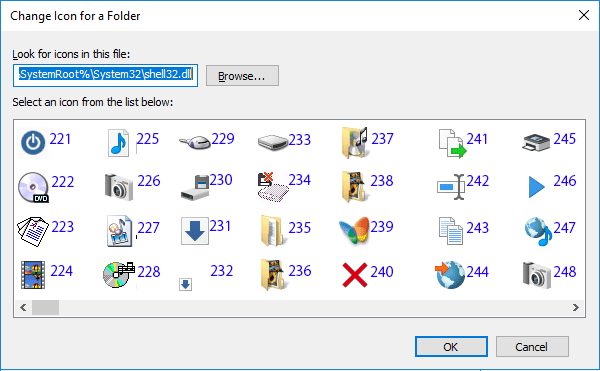 Change Icon for a Folder
Look for icons in this file:
.SystemRoot%\System32\shell32.dll
Browse...
Select an icon from the list below:
221 225 229 233 237 241 245
222 226 230 234 238 242 246
DVD
223 227 231 235 239 243 247
224 228 232 236 240 244 248
OK
Cancel